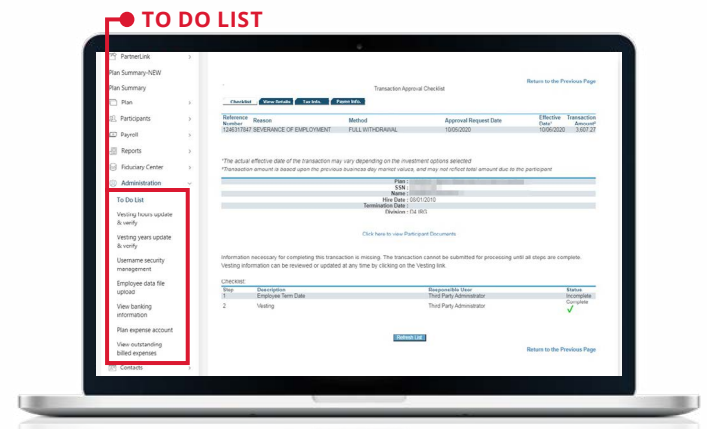 TO DO LIST
PartnerLink
Plan Summary-NEW
Plan Summary
Plan
Participants
Payroll
Reports
Fiduciary Center
Administration
To Do List
Vesting hours update
& verify
Vesting years update
& verify
Username security
management
Employee data file
upload
View banking
information
Plan expense account
View outstanding
billed expenses
Contacts
Return to the Previous Page
Transaction Approval Checklist
Checklist View Details Tax Info. Payee Info.
Reference Number Reason Method Approval Request Date Effective Date* Transaction Amount*
1246317847 SEVERANCE OF EMPLOYMENT FULL WITHDRAWAL 10/05/2020 10/06/2020 3,607.27
*The actual effective date of the transaction may vary depending on the investment options selected
*Transaction amount is based upon the previous business day market values, and may not reflect total amount due to the participant
Plan :
SSN :
Name :
Hire Date : 08/01/2010
Termination Date :
Division :
Click here to view Participant Documents
Information necessary for completing this transaction is missing. The transaction cannot be submitted for processing until all steps are complete.
Vesting information can be reviewed or updated at any time by clicking on the Vesting link.
Checklist:
Step Description Responsible User Status
1 Employee Term Date Third Party Administrator Incomplete
2 Vesting Third Party Administrator Complete
Refresh List
Return to the Previous Page